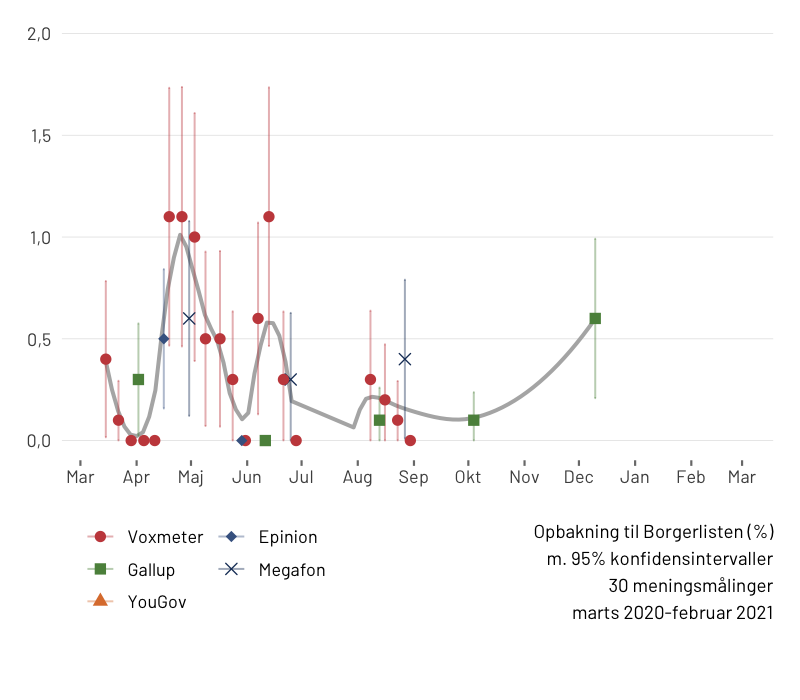 2,0
1,5
1,0
0,5
0,0
Mar Apr Maj Jun Jul Aug Sep Okt Nov Dec Jan Feb Mar
Voxmeter Epinion
Gallup Megafon
YouGov
Opbakning til Borgerlisten (%)
m. 95% konfidensintervaller
30 meningsmålinger
marts 2020-februar 2021